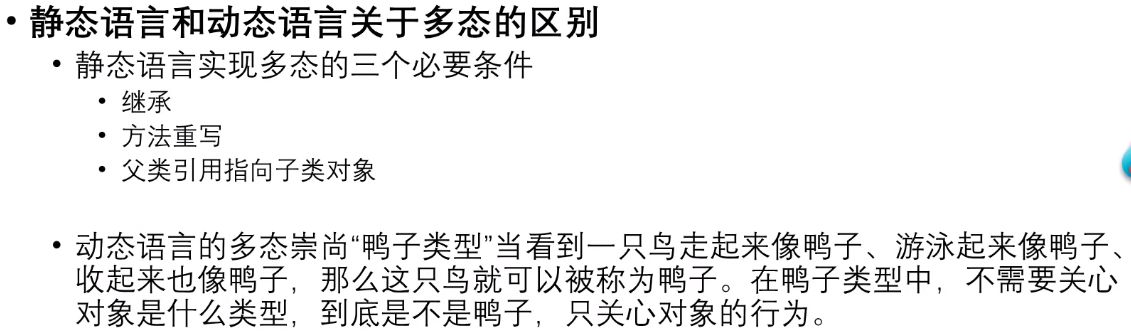 • 静态语言和动态语言关于多态的区别
• 静态语言实现多态的三个必要条件
• 继承
• 方法重写
• 父类引用指向子类对象
• 动态语言的多态崇尚“鸭子类型”当看到一只鸟走起来像鸭子、游泳起来像鸭子、
收起来也像鸭子，那么这只鸟就可以被称为鸭子。在鸭子类型中，不需要关心
对象是什么类型，到底是不是鸭子，只关心对象的行为。